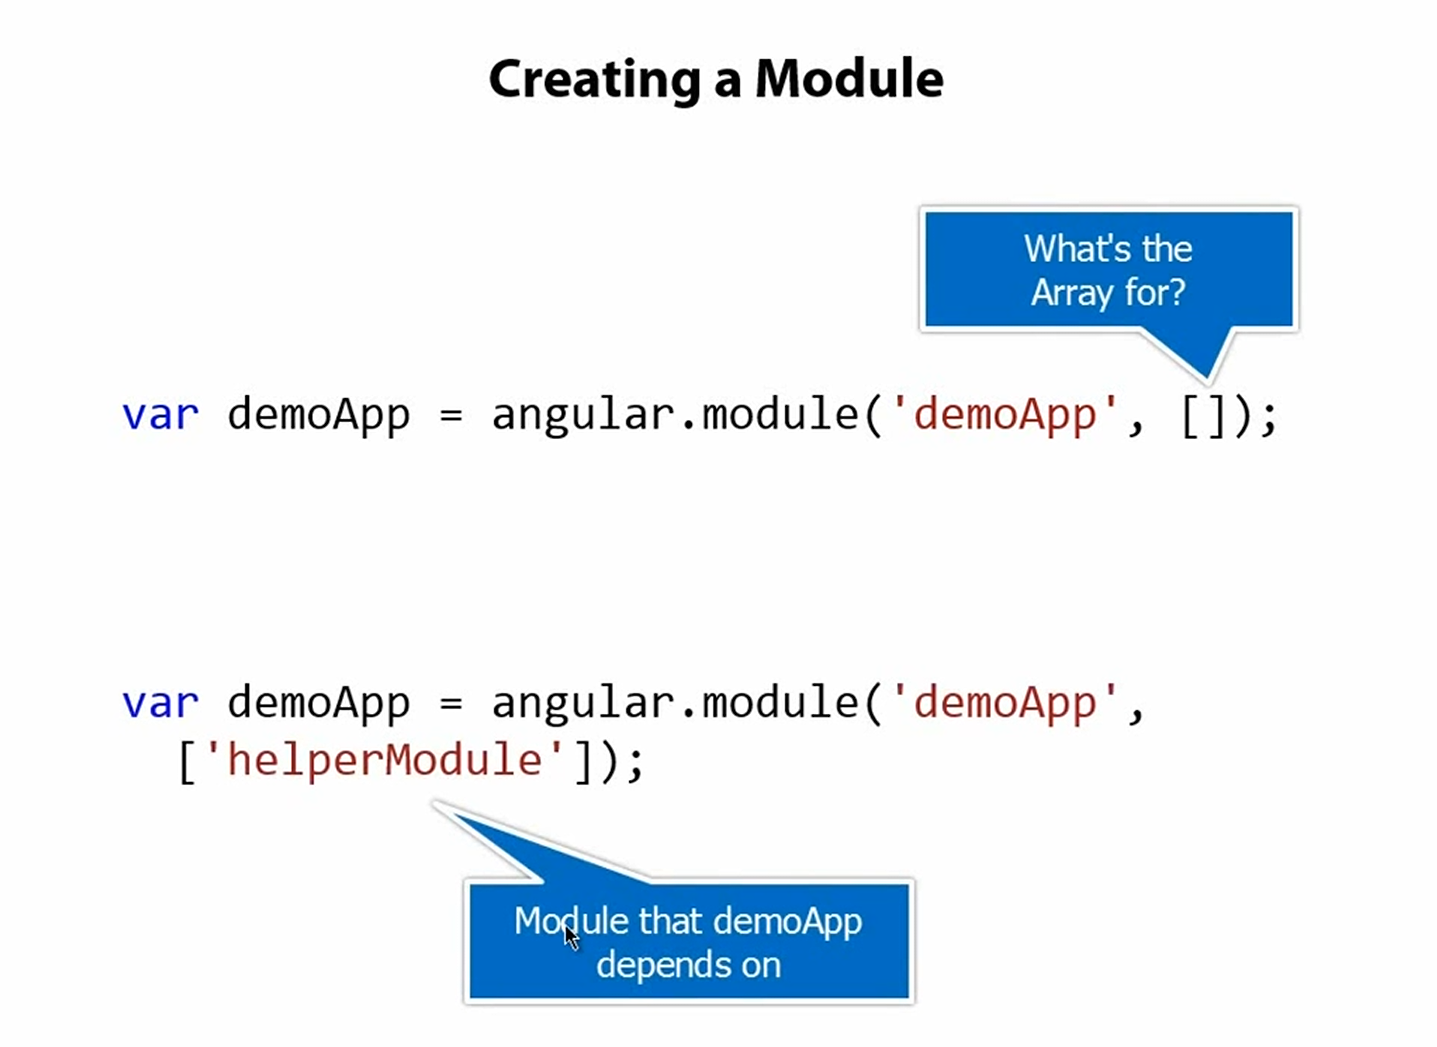 Creating a Module
What's the
Array for?
var demoApp = angular.module('demoApp', []);
var demoApp = angular.module('demoApp',
['helperModule']);
Module that demoApp
depends on